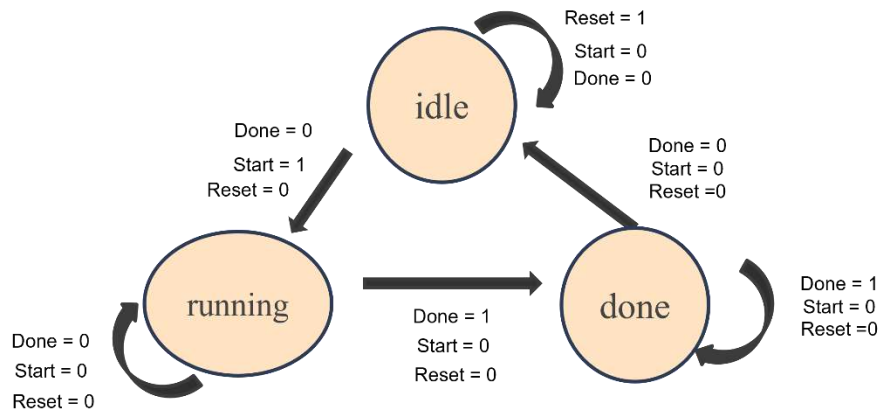 Reset = 1
Start = 0
Done = 0
idle
Done = 0
Start = 1
Reset = 0
Done = 0
Start = 0
Reset =0
running
done
Done = 1
Start = 0
Reset =0
Done = 1
Start = 0
Reset = 0
Done = 0
Start = 0
Reset = 0